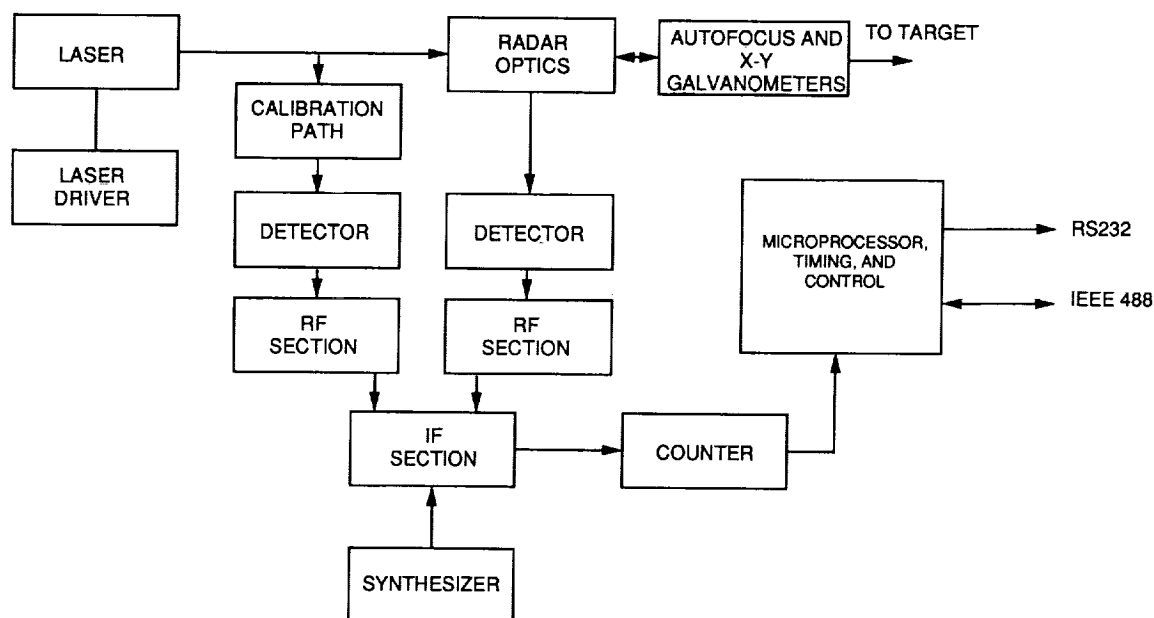 LASER
RADAR
OPTICS
AUTOFOCUS AND
X-Y
GALVANOMETERS
TO TARGET
CALIBRATION
PATH
LASER
DRIVER
DETECTOR
DETECTOR
MICROPROCESSOR,
TIMING, AND
CONTROL
RS232
IEEE 488
RF
SECTION
RF
SECTION
IF
SECTION
COUNTER
SYNTHESIZER